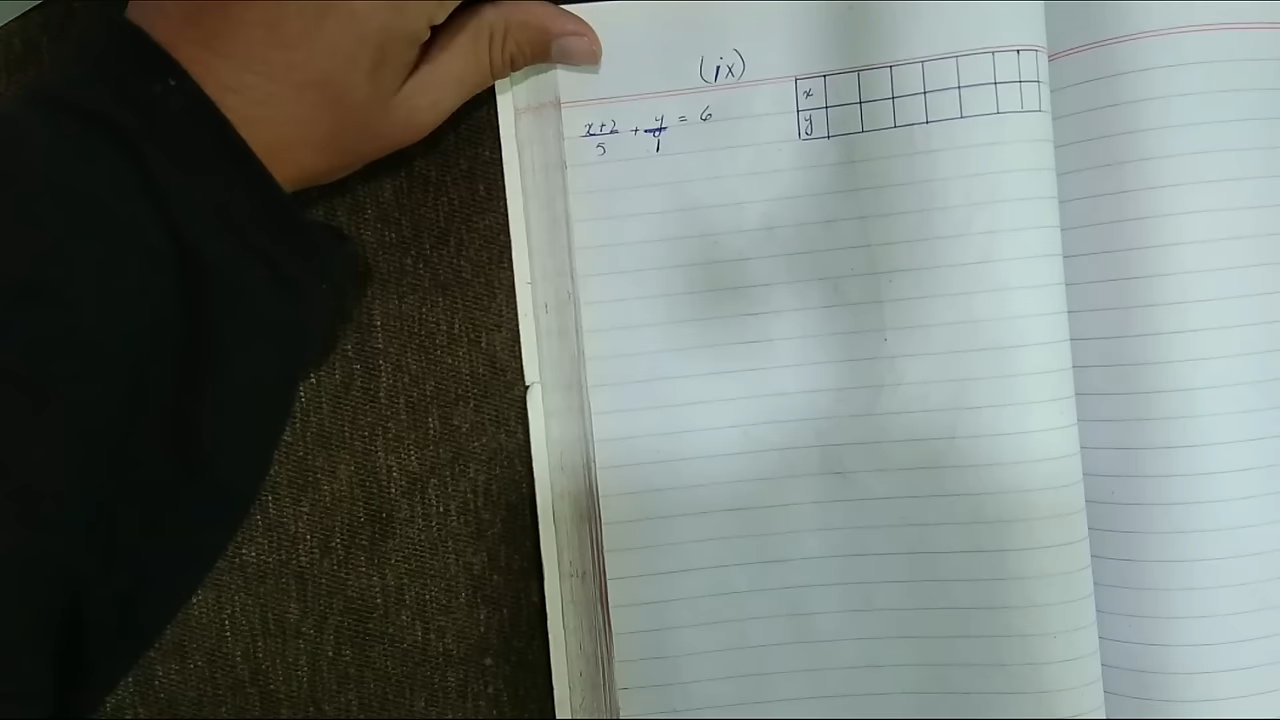 (ix)
x+2/5 + y/1 = 6
x
y